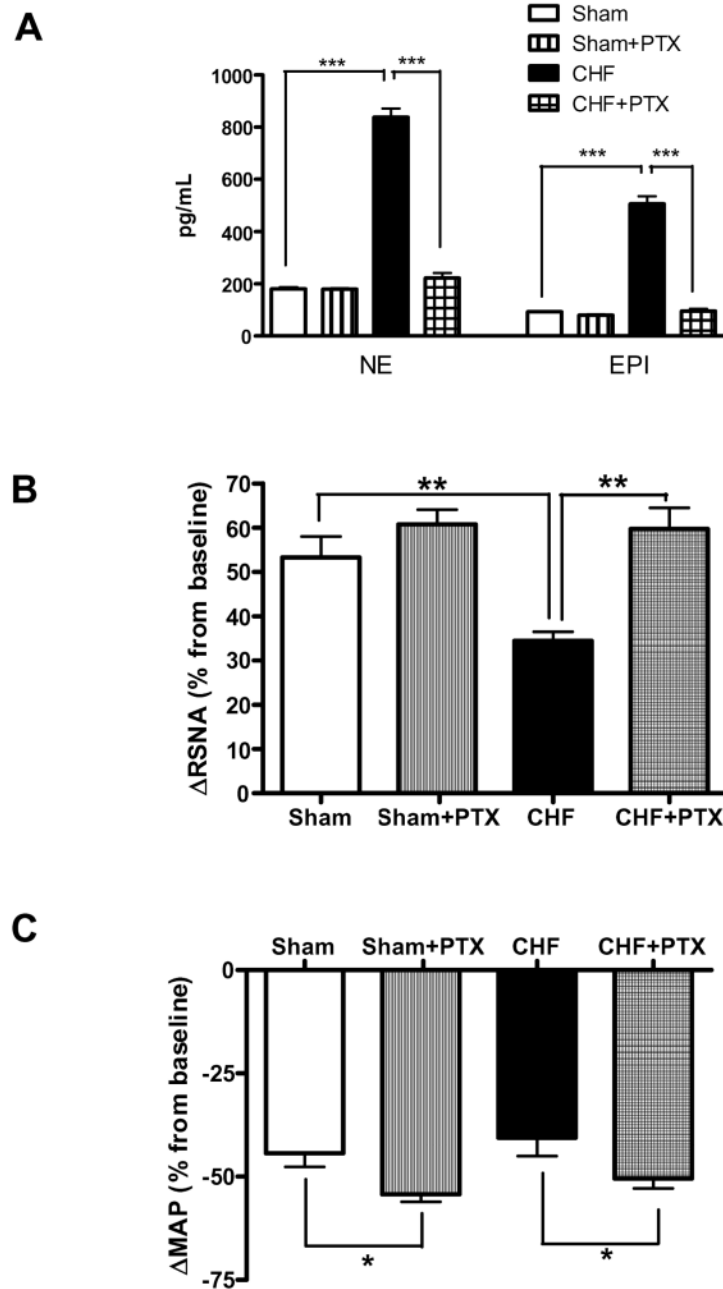 A
Sham
Sham+PTX
CHF
CHF+PTX
*** ***
1000
800
600
400
200
0
pg/mL
*** ***
NE EPI
B
70
60
50
40
30
20
10
0
ΔRSNA (% from baseline)
** **
Sham Sham+PTX CHF CHF+PTX
C
Sham Sham+PTX CHF CHF+PTX
0
-25
-50
-75
ΔMAP (% from baseline)
* *